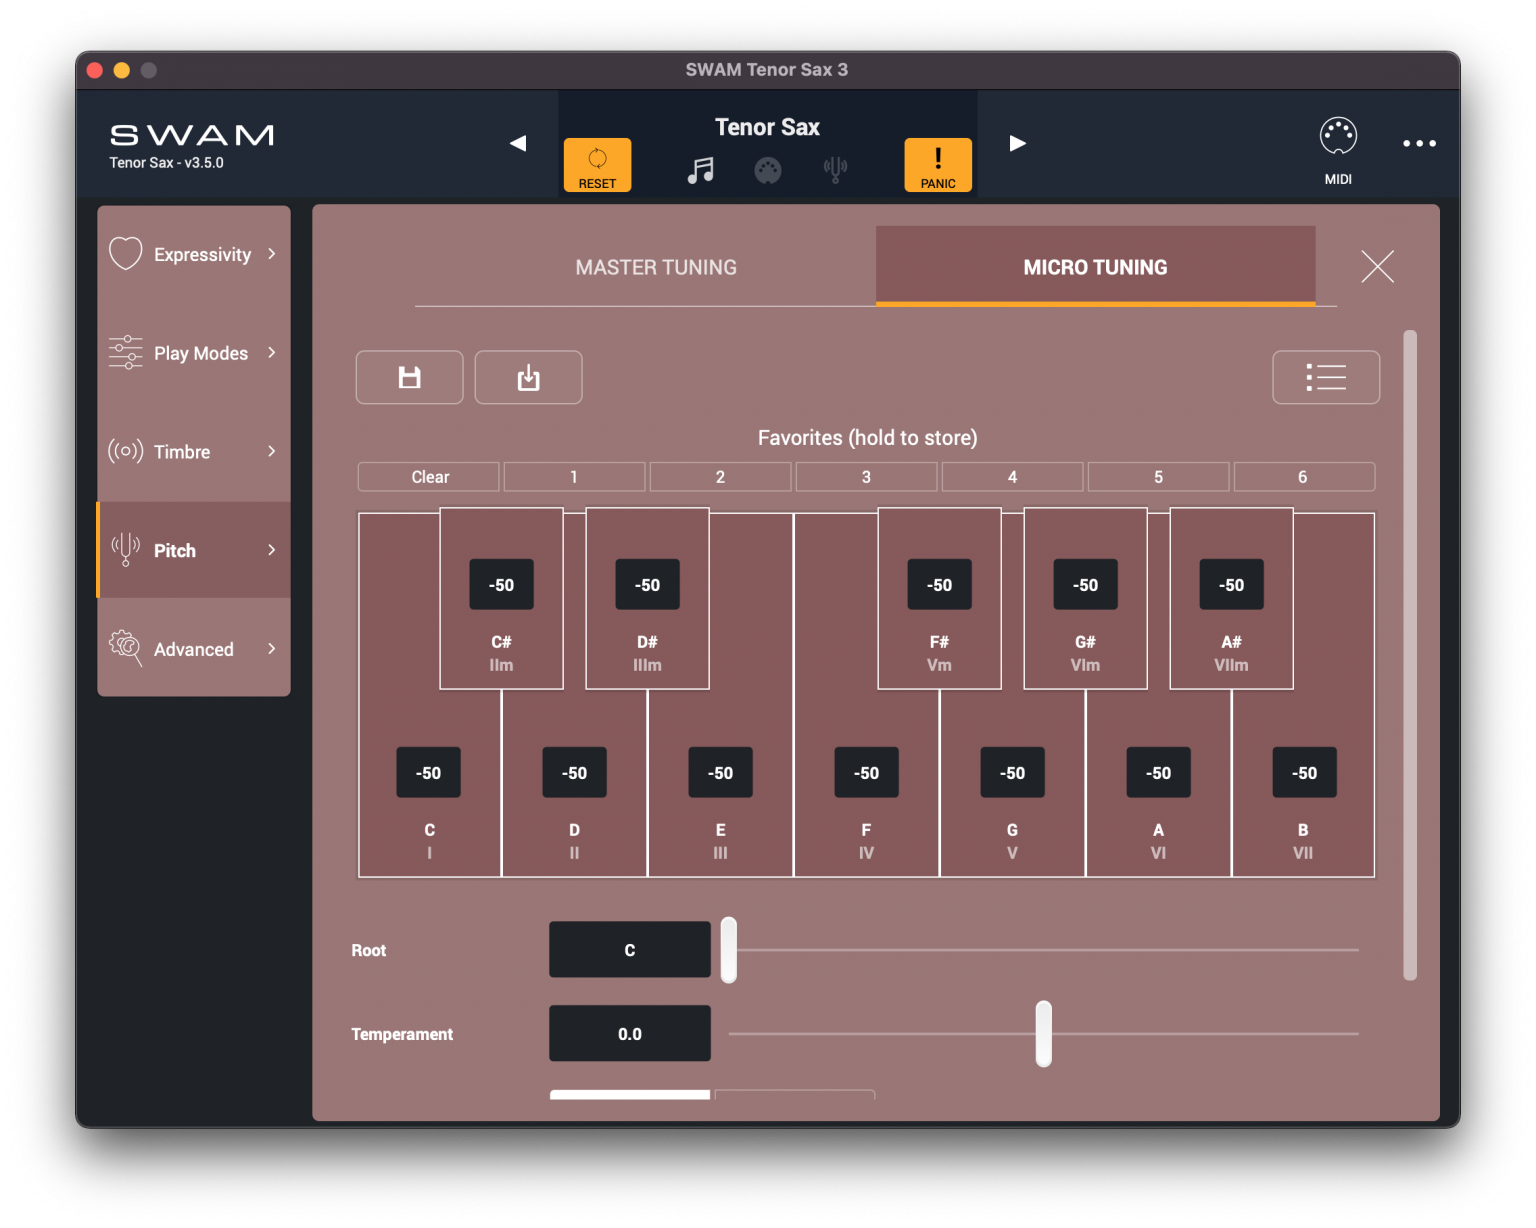 SWAM Tenor Sax 3
SWAM
Tenor Sax - v3.5.0
Tenor Sax
RESET
PANIC
MIDI
Expressivity
Play Modes
Timbre
Pitch
Advanced
MASTER TUNING
MICRO TUNING
Favorites (hold to store)
Clear 1 2 3 4 5 6
-50 -50 -50 -50 -50
C# D# F# G# A#
IIm IIIm Vm VIm VIIm
-50 -50 -50 -50 -50 -50 -50
C D E F G A B
I II III IV V VI VII
Root C
Temperament 0.0